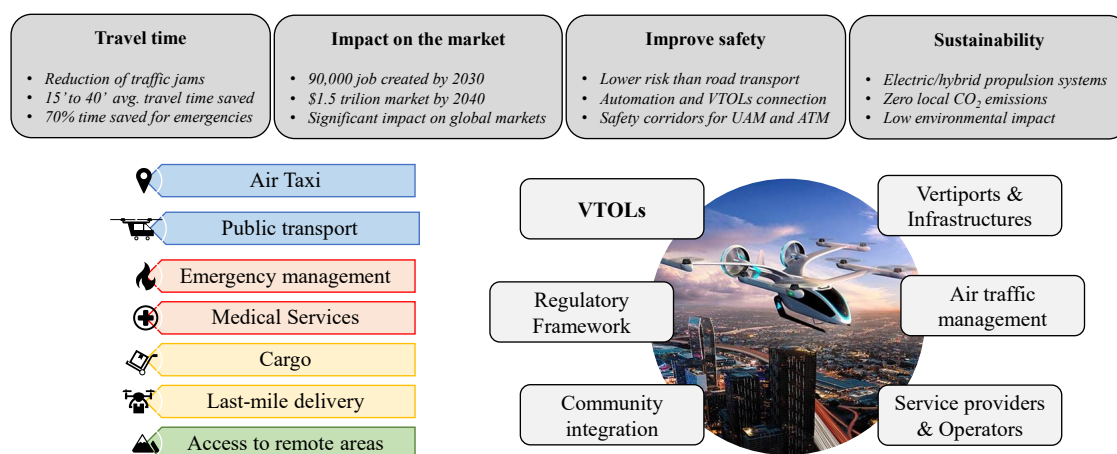 Travel time
• Reduction of traffic jams
• 15’ to 40’ avg. travel time saved
• 70% time saved for emergencies
Impact on the market
• 90,000 job created by 2030
• $1.5 trilion market by 2040
• Significant impact on global markets
Improve safety
• Lower risk than road transport
• Automation and VTOLs connection
• Safety corridors for UAM and ATM
Sustainability
• Electric/hybrid propulsion systems
• Zero local CO₂ emissions
• Low environmental impact
Air Taxi
Public transport
Emergency management
Medical Services
Cargo
Last-mile delivery
Access to remote areas
VTOLs
Vertiports &
Infrastructures
Regulatory
Framework
Air traffic
management
Community
integration
Service providers
& Operators